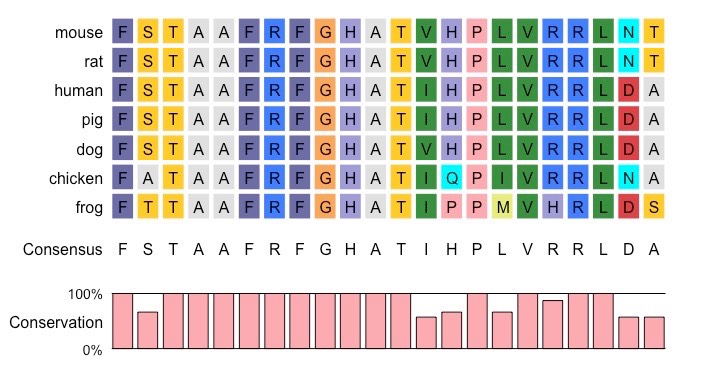 mouse F S T A A F R F G H A T V H P L V R R L N T
rat F S T A A F R F G H A T V H P L V R R L N T
human F S T A A F R F G H A T I H P L V R R L D A
pig F S T A A F R F G H A T I H P L V R R L D A
dog F S T A A F R F G H A T V H P L V R R L D A
chicken F A T A A F R F G H A T I Q P I V R R L N A
frog F T T A A F R F G H A T I P P M V H R L D S
Consensus F S T A A F R F G H A T I H P L V R R L D A
100%
Conservation
0%